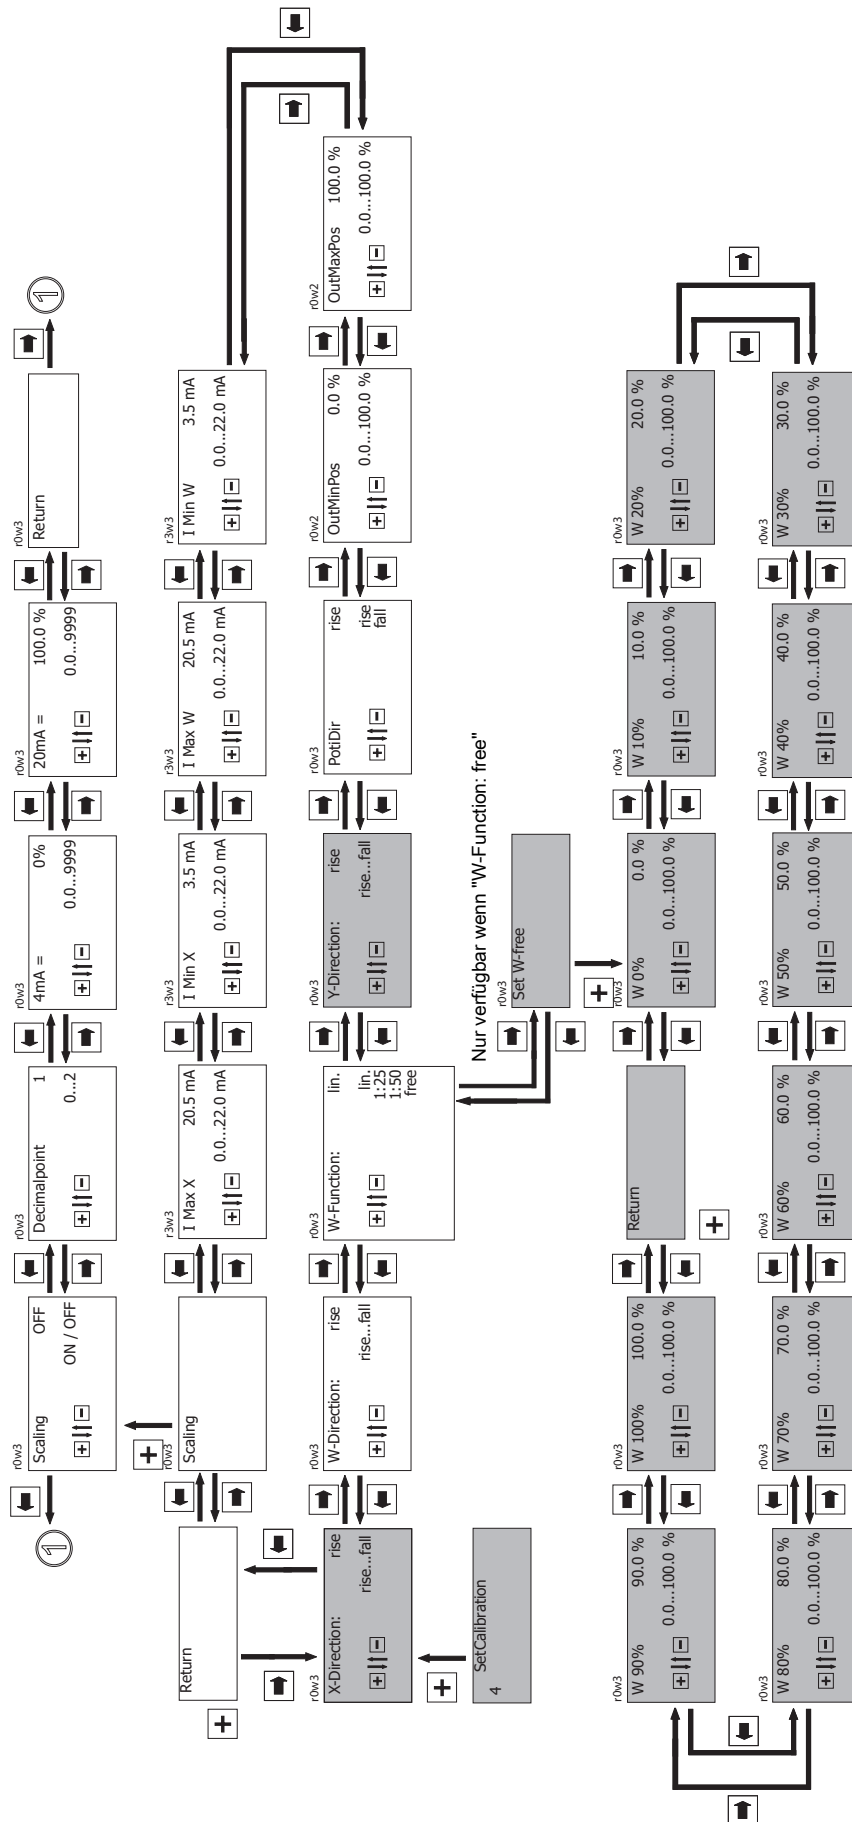 1
r0w3
Scaling OFF
+ − ON / OFF
r0w3
Decimalpoint 1
+ − 0...2
r0w3
4mA = 0%
+ − 0.0...9999
r0w3
20mA = 100.0 %
+ − 0.0...9999
r0w3
Return
1
Return
+
+
r0w3
Scaling
r3w3
I Max X 20.5 mA
+ − 0.0...22.0 mA
r3w3
I Min X 3.5 mA
+ − 0.0...22.0 mA
r3w3
I Max W 20.5 mA
+ − 0.0...22.0 mA
r3w3
I Min W 3.5 mA
+ − 0.0...22.0 mA
r0w3
X-Direction: rise
+ − rise...fall
r0w3
W-Direction: rise
+ − rise...fall
r0w3
W-Function: lin.
+ − lin.
1:25
1:50
free
r0w3
Y-Direction: rise
+ − rise...fall
r0w3
PotiDir rise
+ − rise
fall
r0w2
OutMinPos 0.0 %
+ − 0.0...100.0 %
r0w2
OutMaxPos 100.0 %
+ − 0.0...100.0 %
+
SetCalibration
4
Nur verfügbar wenn "W-Function: free"
r0w3
Set W-free
+
r0w3
W 90% 90.0 %
+ − 0.0...100.0 %
r0w3
W 100% 100.0 %
+ − 0.0...100.0 %
Return
+
r0w3
W 0% 0.0 %
+ − 0.0...100.0 %
r0w3
W 10% 10.0 %
+ − 0.0...100.0 %
r0w3
W 20% 20.0 %
+ − 0.0...100.0 %
r0w3
W 80% 80.0 %
+ − 0.0...100.0 %
r0w3
W 70% 70.0 %
+ − 0.0...100.0 %
r0w3
W 60% 60.0 %
+ − 0.0...100.0 %
r0w3
W 50% 50.0 %
+ − 0.0...100.0 %
r0w3
W 40% 40.0 %
+ − 0.0...100.0 %
r0w3
W 30% 30.0 %
+ − 0.0...100.0 %